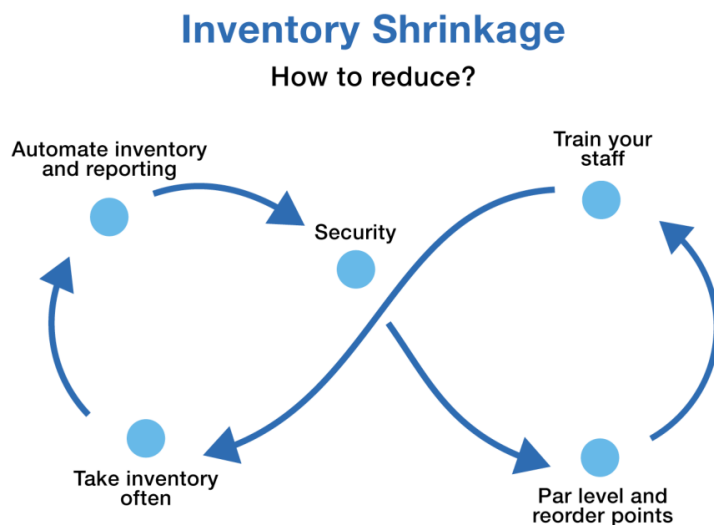 Inventory Shrinkage
How to reduce?
Automate inventory
and reporting
Security
Train your
staff
Take inventory
often
Par level and
reorder points